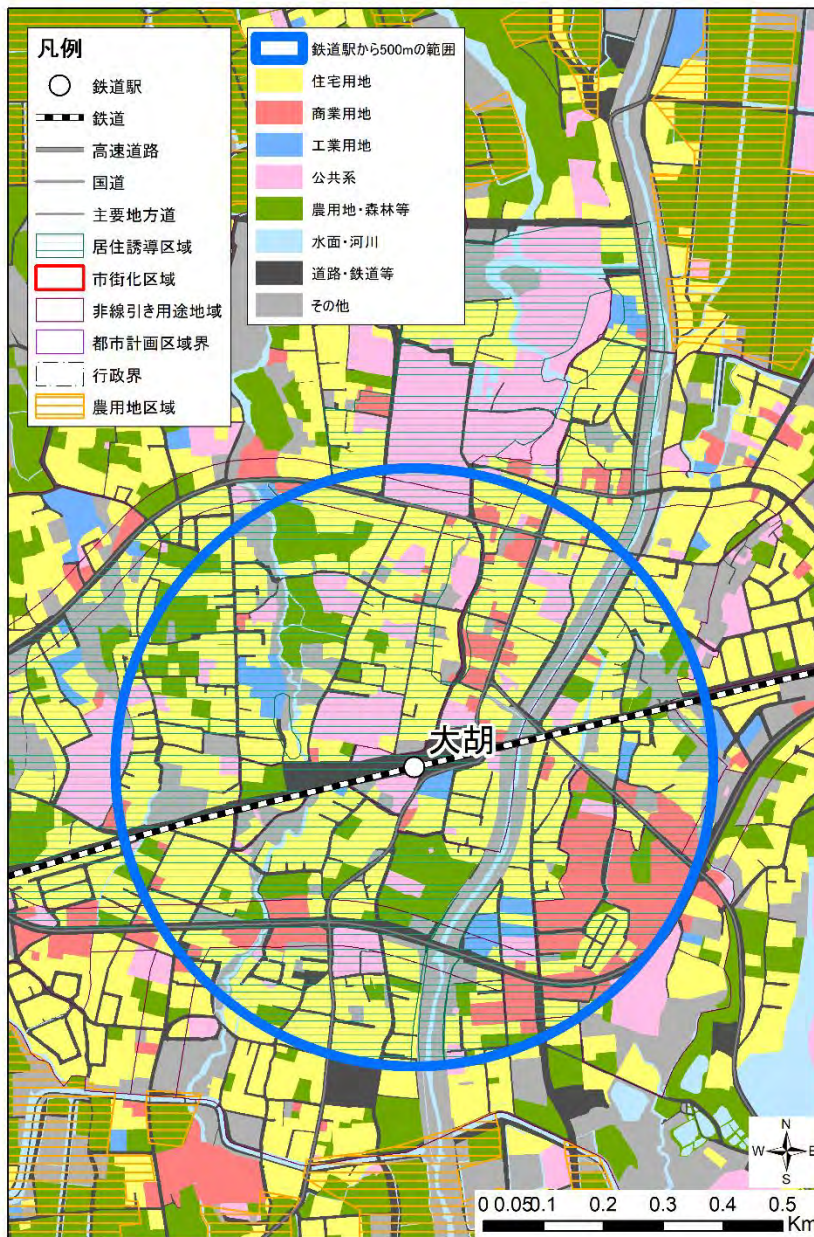 凡例
鉄道駅
鉄道
高速道路
国道
主要地方道
居住誘導区域
市街化区域
非線引き用途地域
都市計画区域界
行政界
農用地区域
鉄道駅から500mの範囲
住宅用地
商業用地
工業用地
公共系
農用地・森林等
水面・河川
道路・鉄道等
その他
大胡
N
W E
S
0 0.05 0.1 0.2 0.3 0.4 0.5
Km